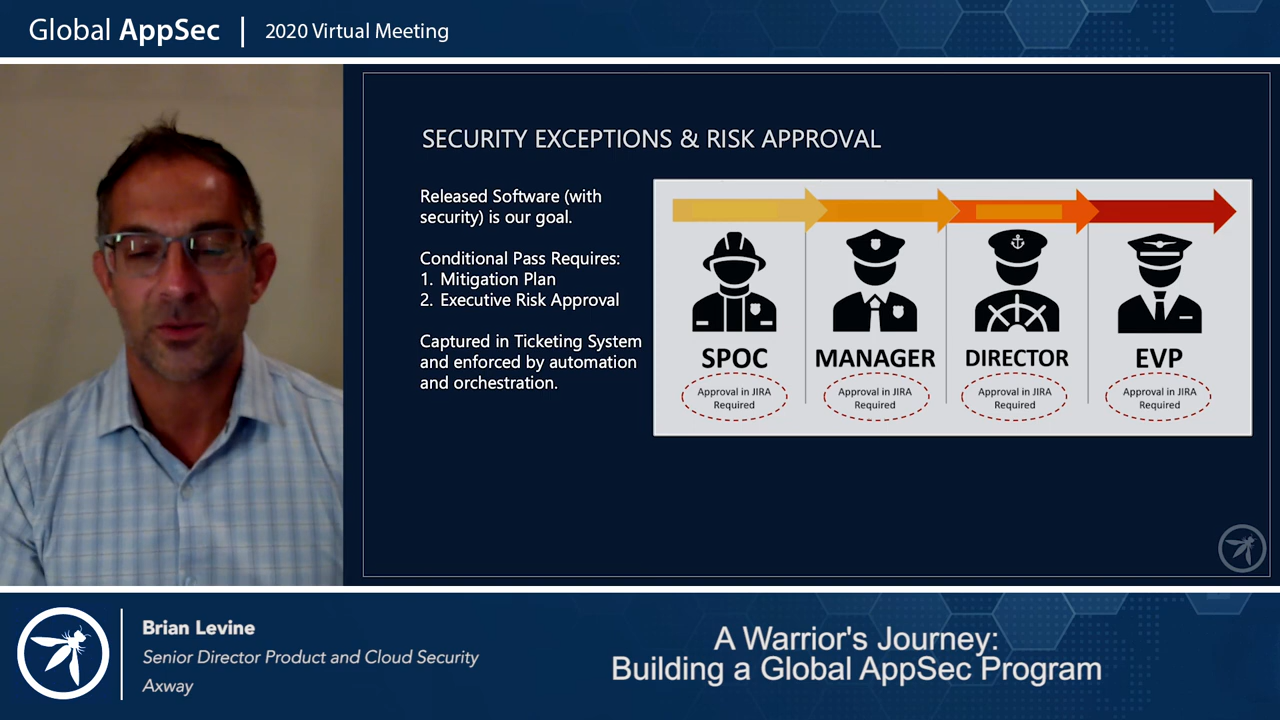 Global AppSec | 2020 Virtual Meeting
SECURITY EXCEPTIONS & RISK APPROVAL
Released Software (with
security) is our goal.
Conditional Pass Requires:
1. Mitigation Plan
2. Executive Risk Approval
Captured in Ticketing System
and enforced by automation
and orchestration.
SPOC
Approval in JIRA
Required
MANAGER
Approval in JIRA
Required
DIRECTOR
Approval in JIRA
Required
EVP
Approval in JIRA
Required
Brian Levine
Senior Director Product and Cloud Security
Axway
A Warrior's Journey:
Building a Global AppSec Program